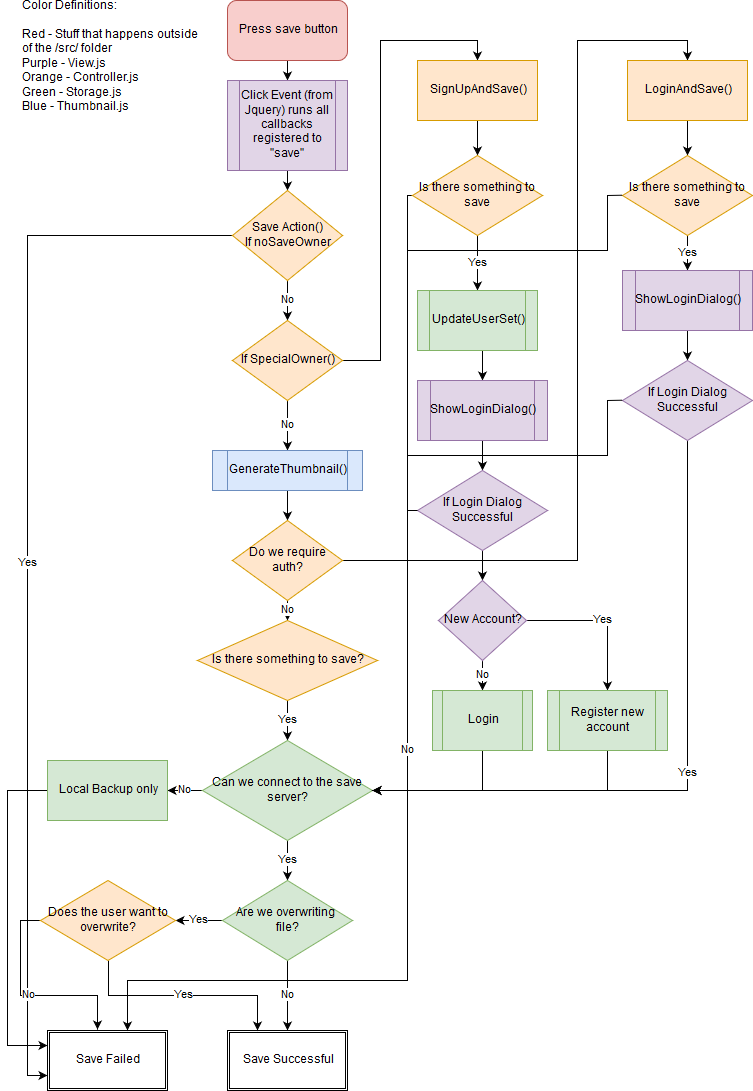 Color Definitions:
Red - Stuff that happens outside
of the /src/ folder
Purple - View.js
Orange - Controller.js
Green - Storage.js
Blue - Thumbnail.js
Press save button
Click Event (from
Jquery) runs all
callbacks
registered to
"save"
Save Action()
If noSaveOwner
No
If SpecialOwner()
No
GenerateThumbnail()
Do we require
auth?
No
Is there something to save?
Yes
Can we connect to the save
server?
No
Local Backup only
Yes
Are we overwriting
file?
Yes
Does the user want to
overwrite?
No
Yes
No
Yes
Save Failed
Save Successful
SignUpAndSave()
Is there something to
save
Yes
UpdateUserSet()
ShowLoginDialog()
If Login Dialog
Successful
New Account?
Yes
No
Login
Register new
account
No
LoginAndSave()
Is there something to
save
Yes
ShowLoginDialog()
If Login Dialog
Successful
Yes